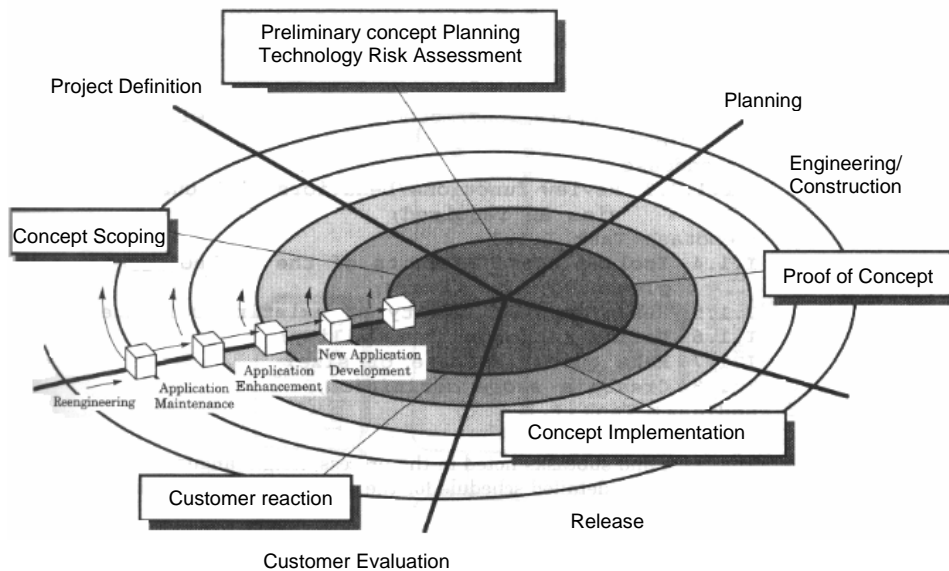 Preliminary concept Planning
Technology Risk Assessment
Project Definition
Planning
Engineering/
Construction
Concept Scoping
Proof of Concept
New Application
Development
Application
Enhancement
Application
Maintenance
Reengineering
Concept Implementation
Customer reaction
Release
Customer Evaluation